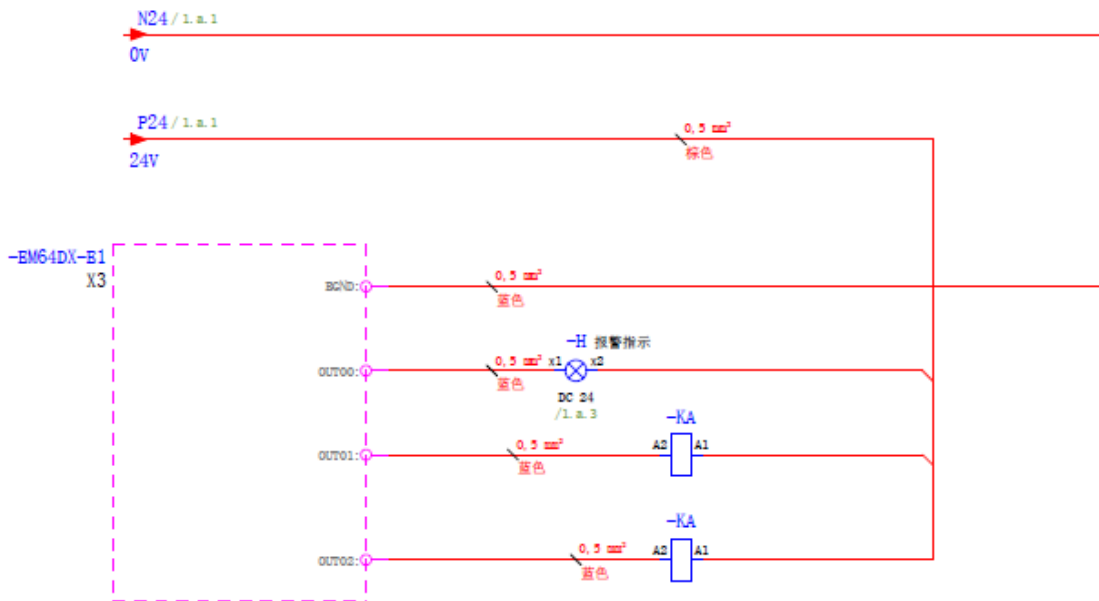 N24 / 1.a.1
0V
P24 / 1.a.1
24V
0,5 mm²
棕色
-BM64DX-B1
X3
BGND:
0,5 mm²
蓝色
-H 报警指示
OUT00:
0,5 mm²
蓝色
x1
x2
DC 24
/1.a.3
-KA
OUT01:
0,5 mm²
蓝色
A2
A1
-KA
OUT02:
0,5 mm²
蓝色
A2
A1